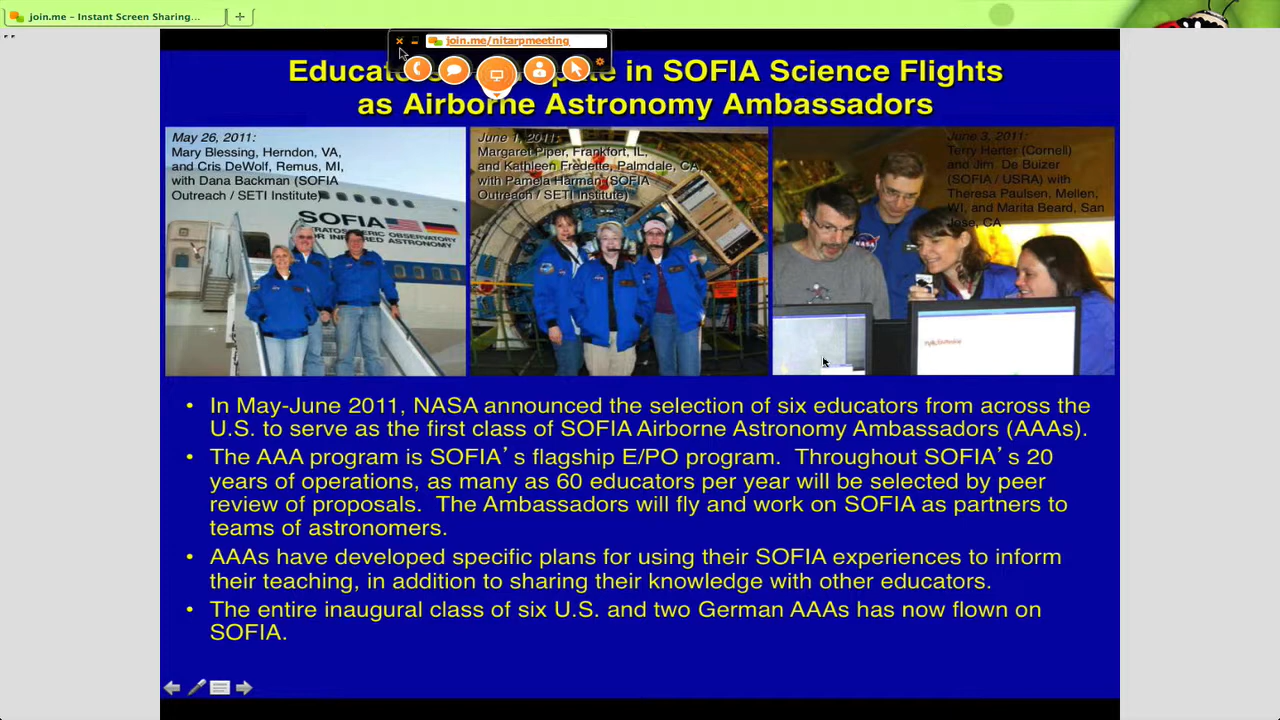 join.me – Instant Screen Sharing...
join.me/nitarpmeeting
in SOFIA Science Flights
as Airborne Astronomy Ambassadors
May 26, 2011:
Mary Blessing, Herndon, VA,
and Cris DeWolf, Remus, MI,
with Dana Backman (SOFIA
Outreach / SETI Institute)
SOFIA
STRATOSPHERIC OBSERVATORY
FOR INFRARED ASTRONOMY
June 1, 2011:
Margaret Piper, Frankfort, IL,
and Kathleen Fredette, Palmdale, CA,
with Pamela Harman (SOFIA
Outreach / SETI Institute)
June 3, 2011:
Terry Herter (Cornell)
and Jim. De Buizer
(SOFIA / USRA) with
Theresa Paulsen, Mellen,
WI, and Marita Beard, San
Jose, CA
NASA
• In May-June 2011, NASA announced the selection of six educators from across the
U.S. to serve as the first class of SOFIA Airborne Astronomy Ambassadors (AAAs).
• The AAA program is SOFIA’s flagship E/PO program. Throughout SOFIA’s 20
years of operations, as many as 60 educators per year will be selected by peer
review of proposals. The Ambassadors will fly and work on SOFIA as partners to
teams of astronomers.
• AAAs have developed specific plans for using their SOFIA experiences to inform
their teaching, in addition to sharing their knowledge with other educators.
• The entire inaugural class of six U.S. and two German AAAs has now flown on
SOFIA.